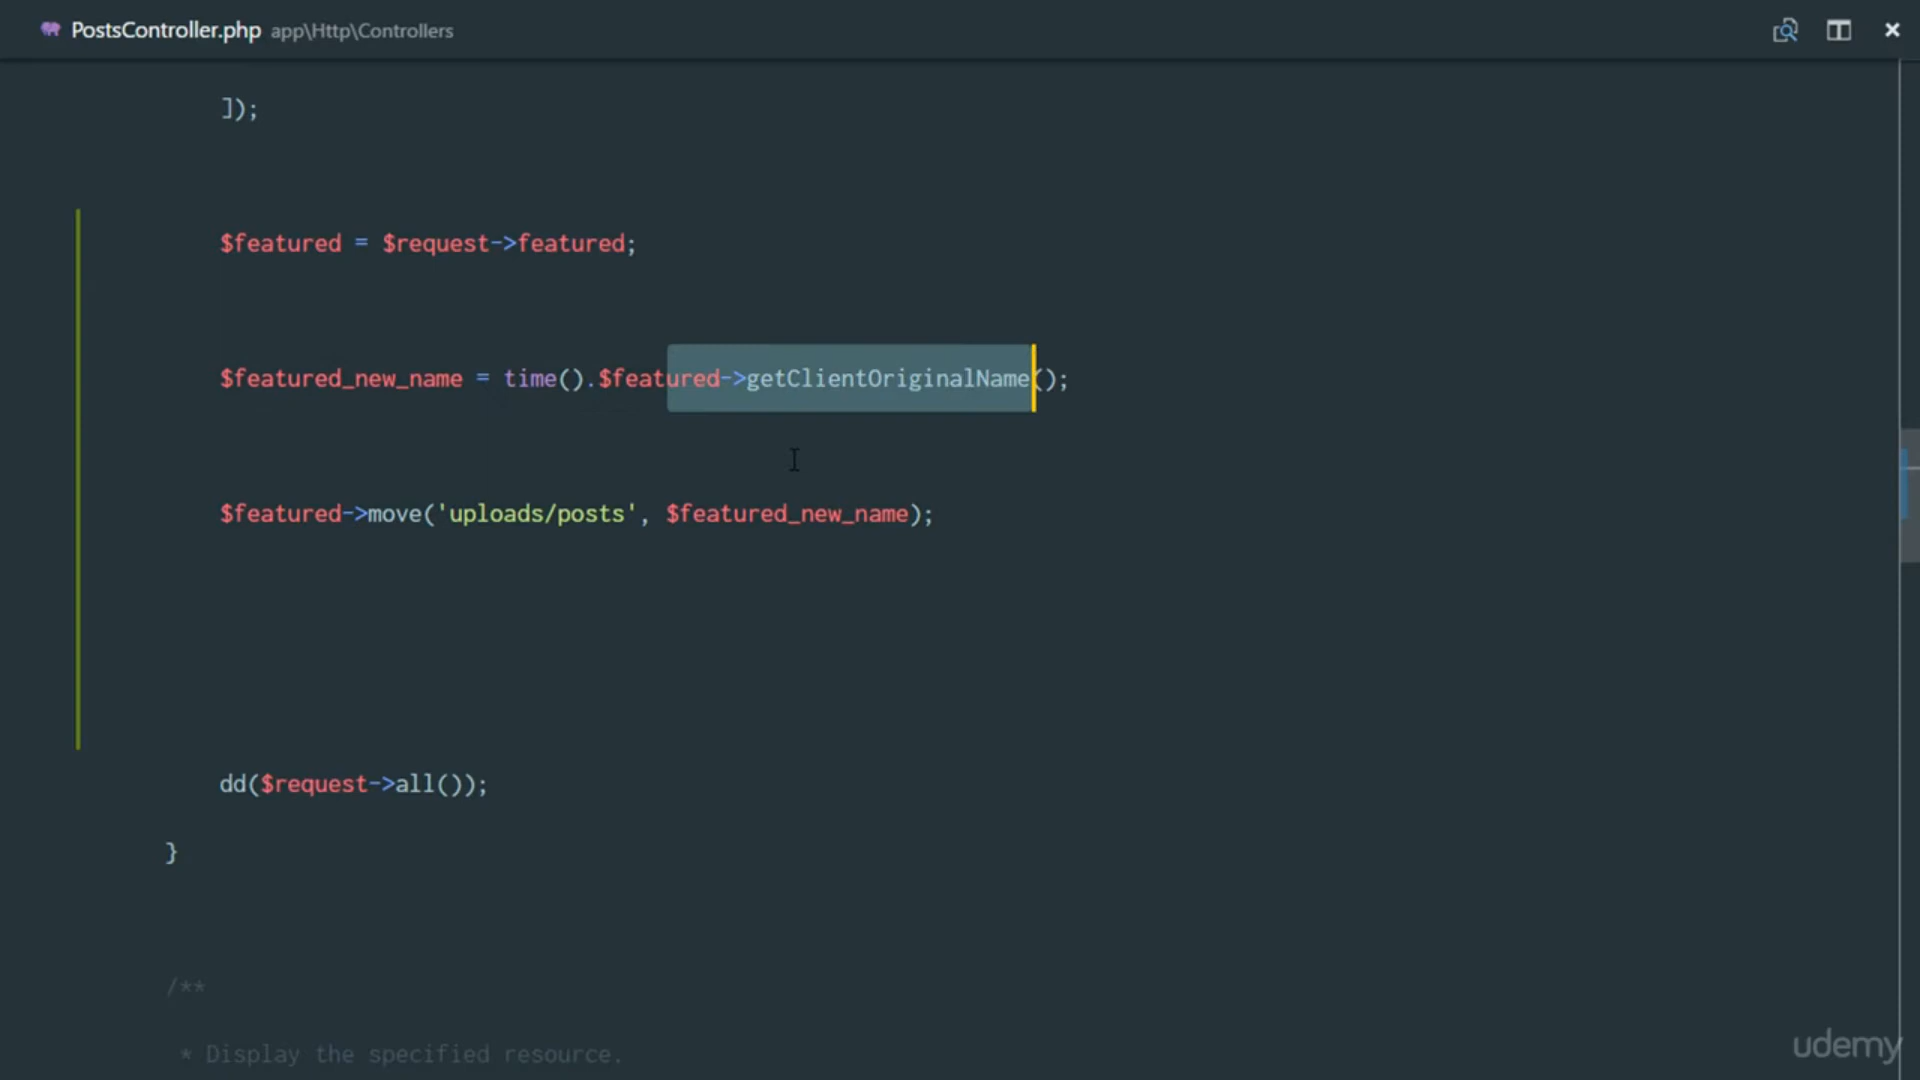 PostsController.php app\Http\Controllers
]);
$featured = $request->featured;
$featured_new_name = time().$featured->getClientOriginalName();
$featured->move('uploads/posts', $featured_new_name);
dd($request->all());
}
/**
* Display the specified resource.
udemy